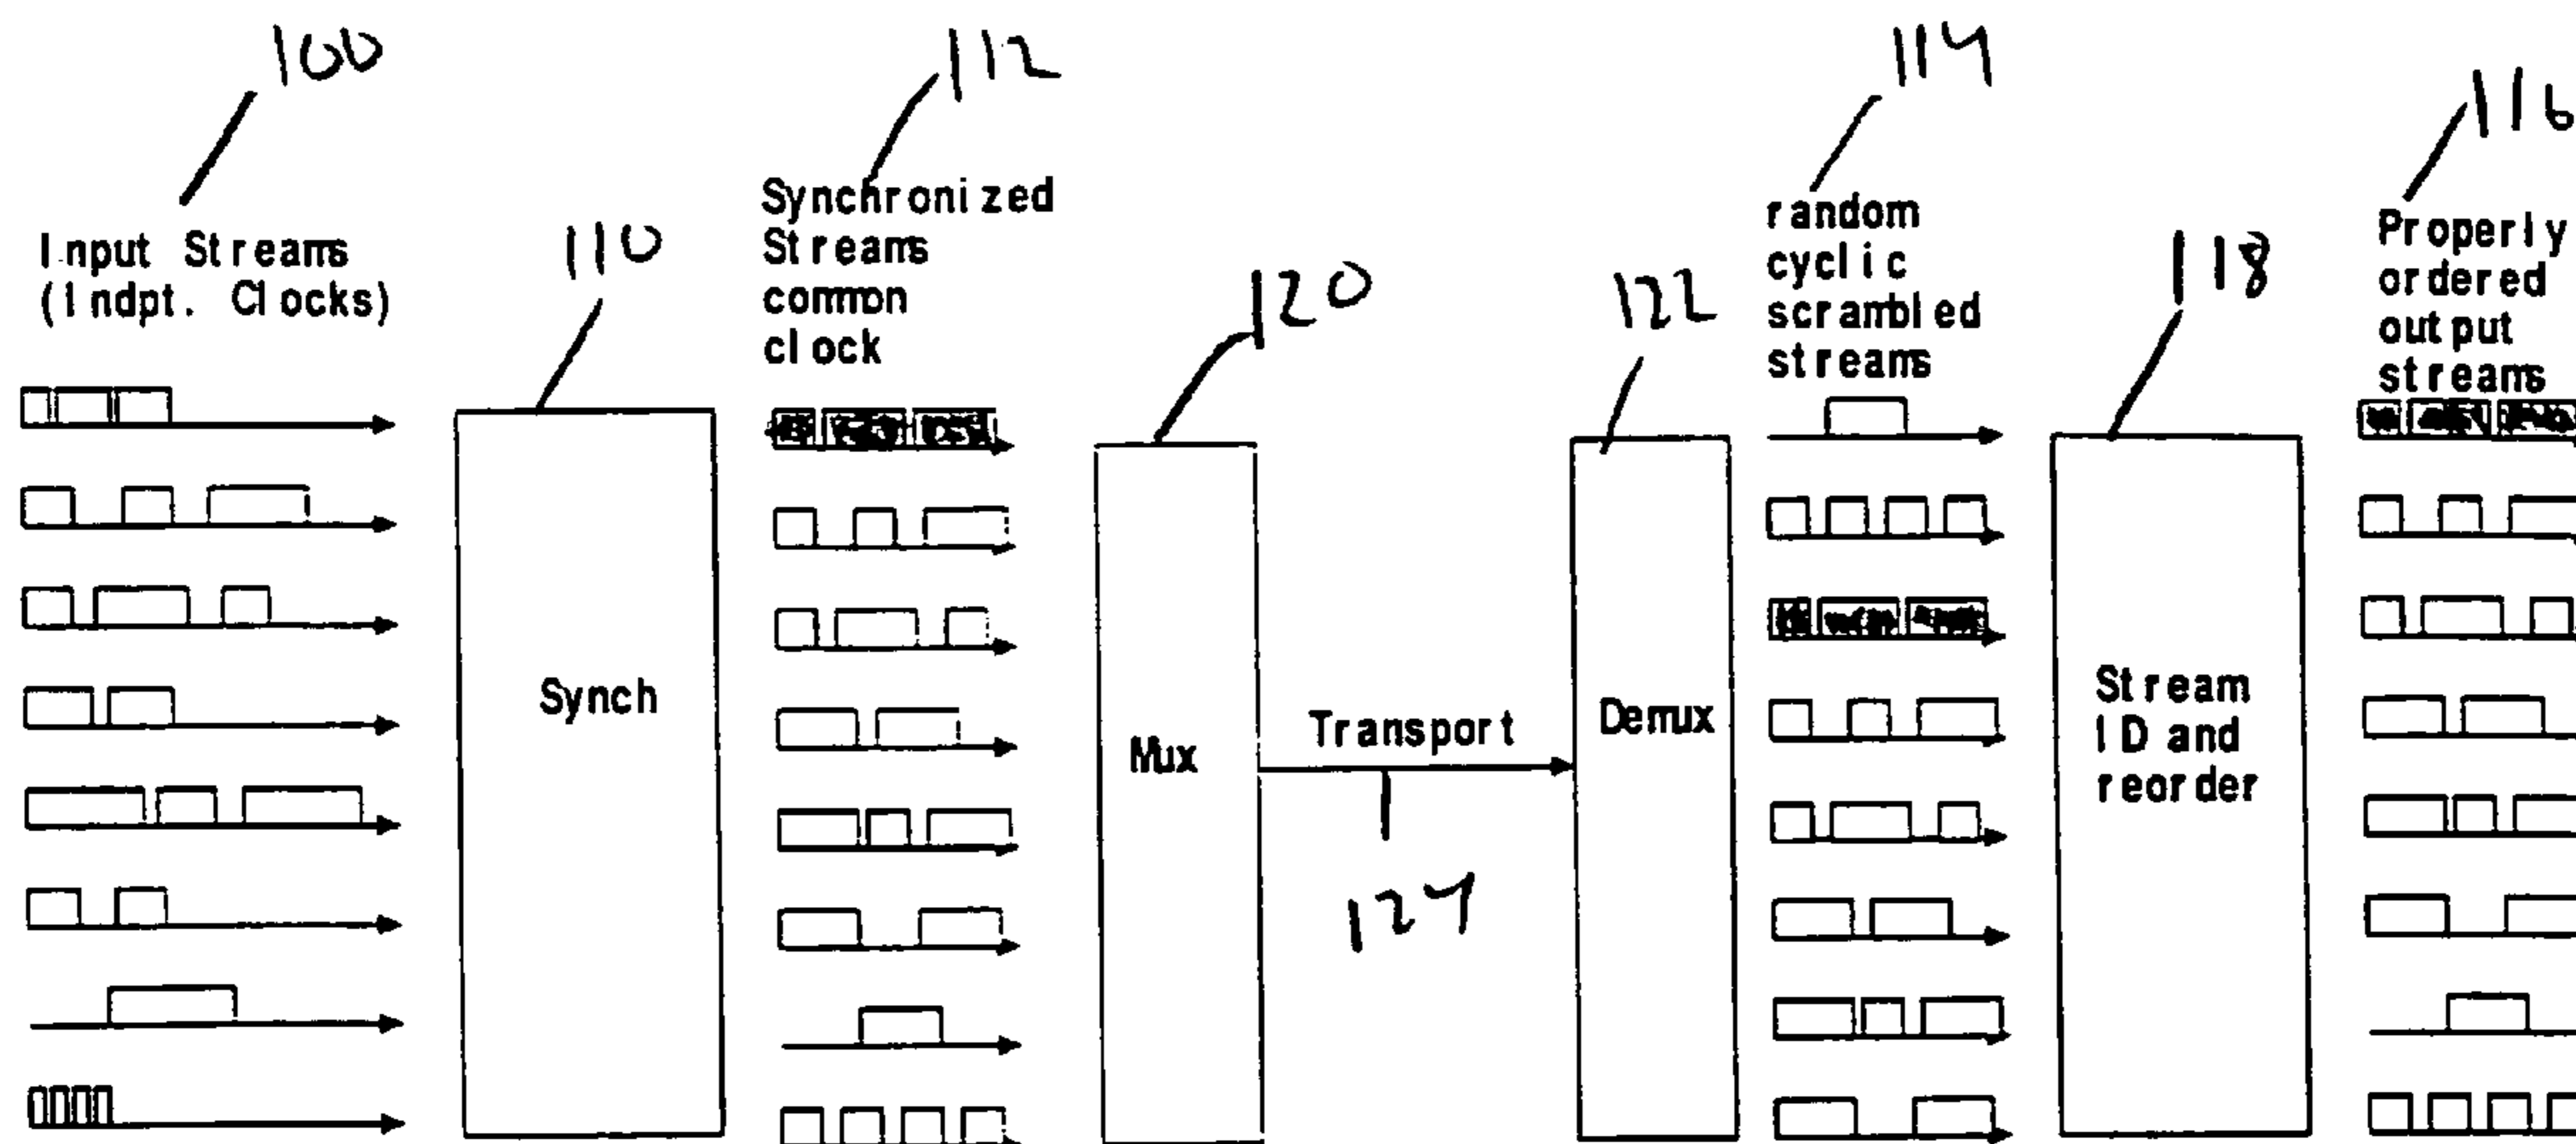 100
112
114
116
Input Streams
(Indpt. Clocks)
110
Synchronized
Streams
common
clock
120
122
random
cyclic
scrambled
streams
118
Properly
ordered
output
streams
Synch
Mux
Transport
124
Demux
Stream
ID and
reorder